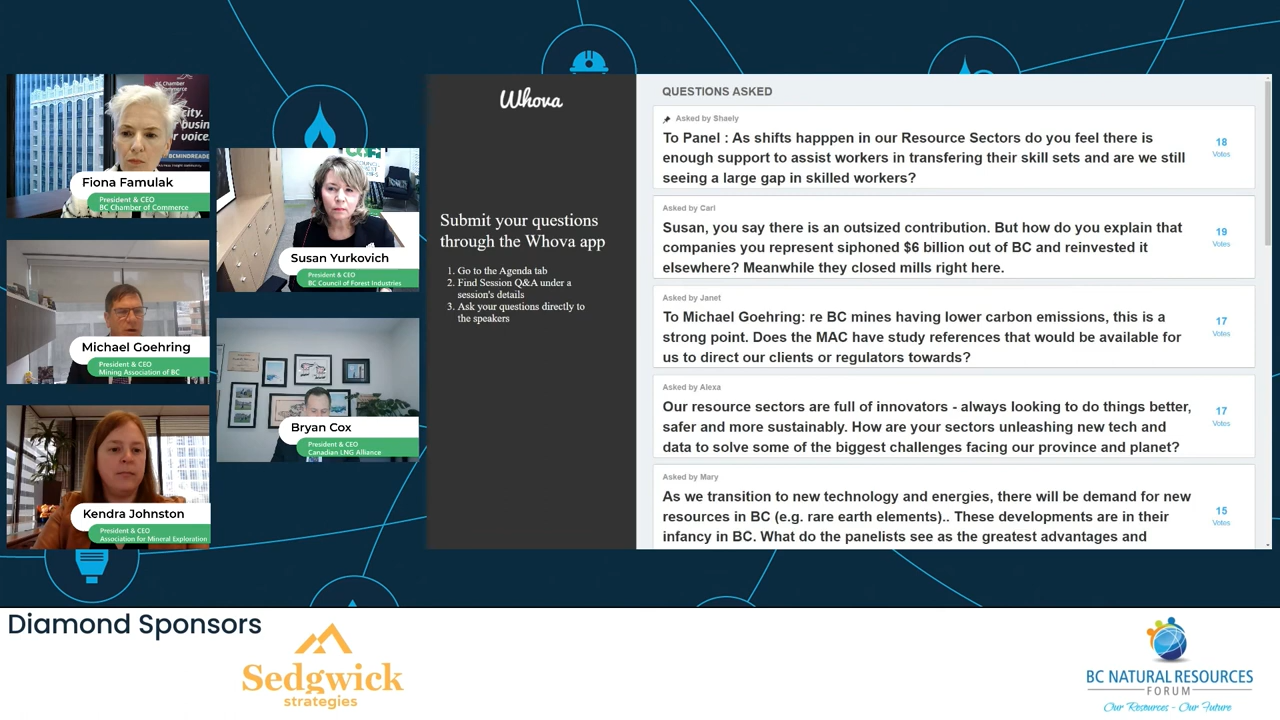 BC Chamber
Fiona Famulak
President & CEO
BC Chamber of Commerce
Susan Yurkovich
President & CEO
BC Council of Forest Industries
Michael Goehring
President & CEO
Mining Association of BC
Bryan Cox
President & CEO
Canadian LNG Alliance
Kendra Johnston
President & CEO
Association for Mineral Exploration
Whova
Submit your questions
through the Whova app
1. Go to the Agenda tab
2. Find Session Q&A under a
session's details
3. Ask your questions directly to
the speakers
QUESTIONS ASKED
Asked by Shaely
To Panel : As shifts happpen in our Resource Sectors do you feel there is
enough support to assist workers in transfering their skill sets and are we still
seeing a large gap in skilled workers?
18
Votes
Asked by Carl
Susan, you say there is an outsized contribution. But how do you explain that
companies you represent siphoned $6 billion out of BC and reinvested it
elsewhere? Meanwhile they closed mills right here.
19
Votes
Asked by Janet
To Michael Goehring: re BC mines having lower carbon emissions, this is a
strong point. Does the MAC have study references that would be available for
us to direct our clients or regulators towards?
17
Votes
Asked by Alexa
Our resource sectors are full of innovators - always looking to do things better,
safer and more sustainably. How are your sectors unleashing new tech and
data to solve some of the biggest challenges facing our province and planet?
17
Votes
Asked by Mary
As we transition to new technology and energies, there will be demand for new
resources in BC (e.g. rare earth elements).. These developments are in their
infancy in BC. What do the panelists see as the greatest advantages and
15
Votes
Diamond Sponsors
Sedgwick
strategies
BC NATURAL RESOURCES
FORUM
Our Resources - Our Future